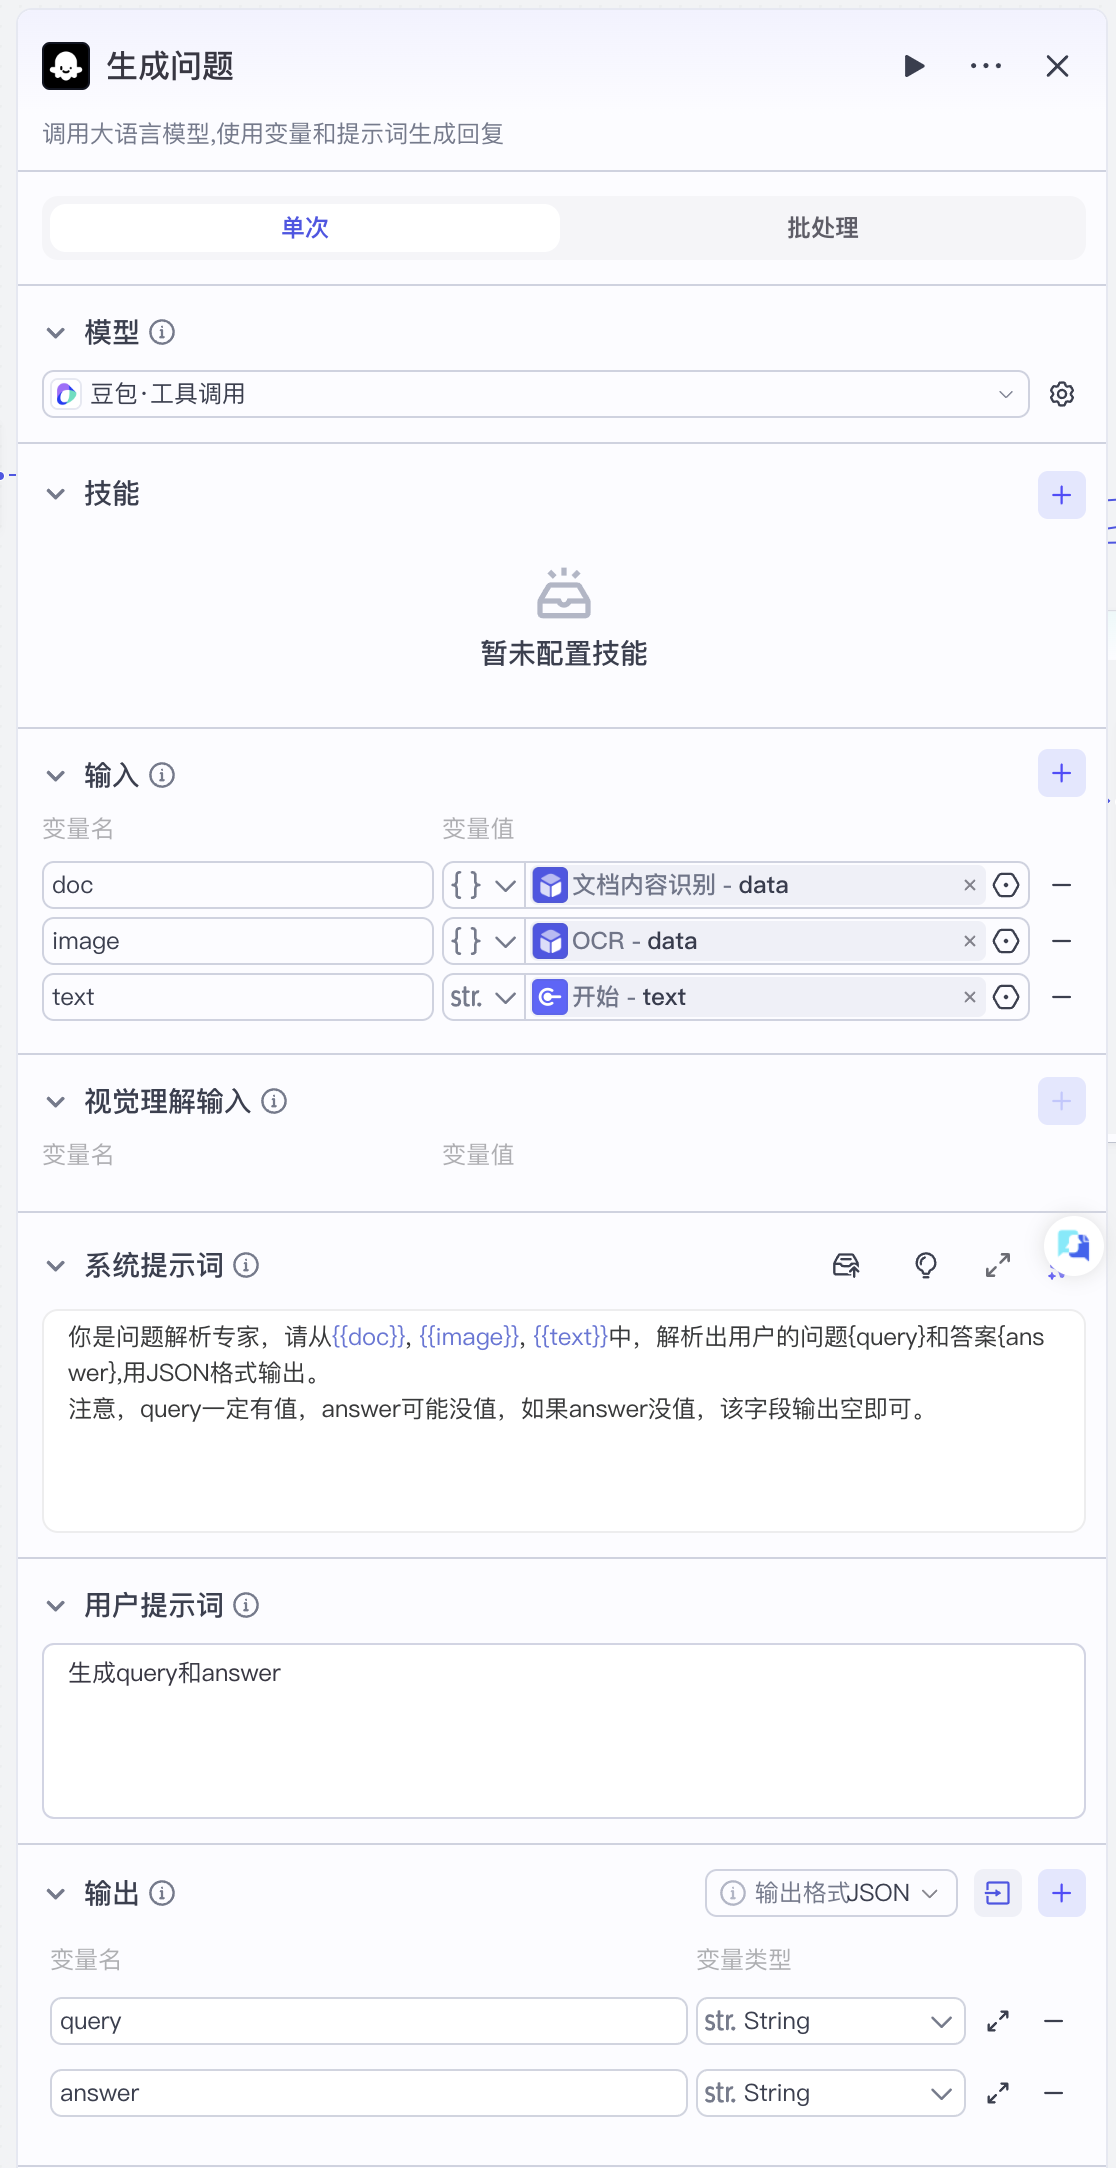 生成问题
调用大语言模型,使用变量和提示词生成回复
单次
批处理
模型
豆包·工具调用
技能
暂未配置技能
输入
变量名 变量值
doc {} 文档内容识别 - data
image {} OCR - data
text str. 开始 - text
视觉理解输入
变量名 变量值
系统提示词
你是问题解析专家，请从{{doc}}, {{image}}, {{text}}中，解析出用户的问题{query}和答案{ans
wer},用JSON格式输出。
注意，query一定有值，answer可能没值，如果answer没值，该字段输出空即可。
用户提示词
生成query和answer
输出
输出格式JSON
变量名 变量类型
query str. String
answer str. String